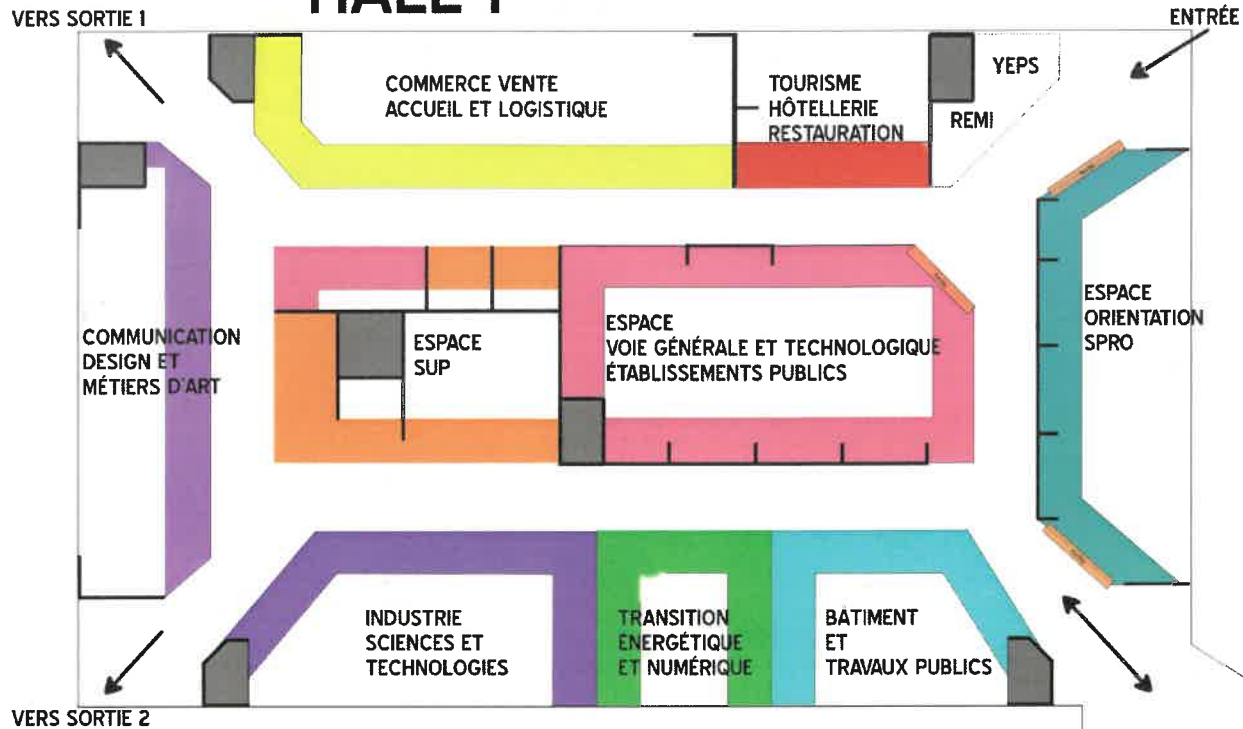 HALL 1
VERS SORTIE 1
ENTRÉE
COMMERCE VENTE
ACCUEIL ET LOGISTIQUE
TOURISME
HÔTELLERIE
RESTAURATION
YEPS
REMI
COMMUNICATION
DESIGN ET
MÉTIERS D'ART
ESPACE
SUP
ESPACE
VOIE GÉNÉRALE ET TECHNOLOGIQUE
ÉTABLISSEMENTS PUBLICS
ESPACE
ORIENTATION
SPRO
INDUSTRIE
SCIENCES ET
TECHNOLOGIES
TRANSITION
ÉNERGÉTIQUE
ET NUMÉRIQUE
BÂTIMENT
ET
TRAVAUX PUBLICS
VERS SORTIE 2